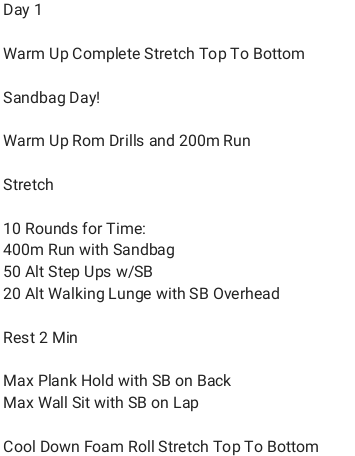 Day 1
Warm Up Complete Stretch Top To Bottom
Sandbag Day!
Warm Up Rom Drills and 200m Run
Stretch
10 Rounds for Time:
400m Run with Sandbag
50 Alt Step Ups w/SB
20 Alt Walking Lunge with SB Overhead
Rest 2 Min
Max Plank Hold with SB on Back
Max Wall Sit with SB on Lap
Cool Down Foam Roll Stretch Top To Bottom